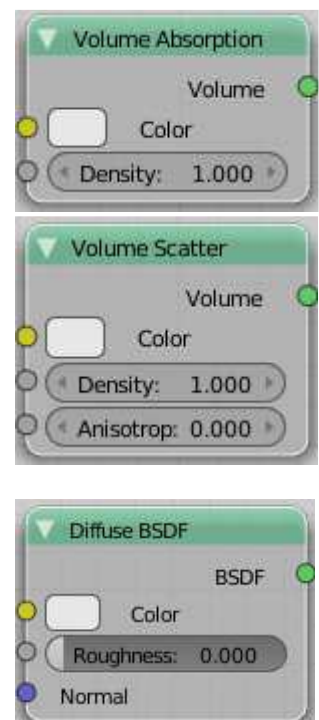 Volume Absorption
Volume
Color
Density: 1.000
Volume Scatter
Volume
Color
Density: 1.000
Anisotrop: 0.000
Diffuse BSDF
BSDF
Color
Roughness: 0.000
Normal